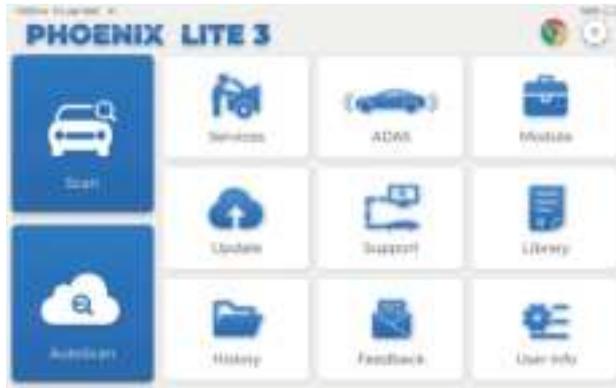 PHOENIX LITE 3
Scan
Services
ADAS
Module
Update
Support
Library
AutoScan
History
Feedback
User Info